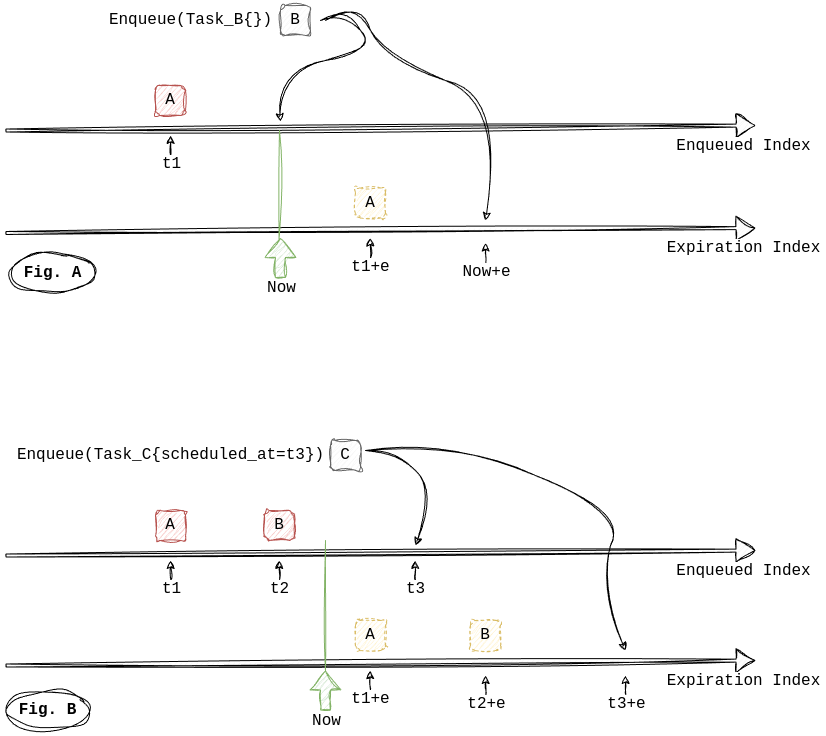 Enqueue(Task_B{}) B
A
t1
Enqueued Index
A
Expiration Index
t1+e
Now+e
Fig. A
Now
Enqueue(Task_C{scheduled_at=t3}) C
A B
t1 t2 t3
Enqueued Index
A B
Expiration Index
t1+e t2+e t3+e
Fig. B
Now